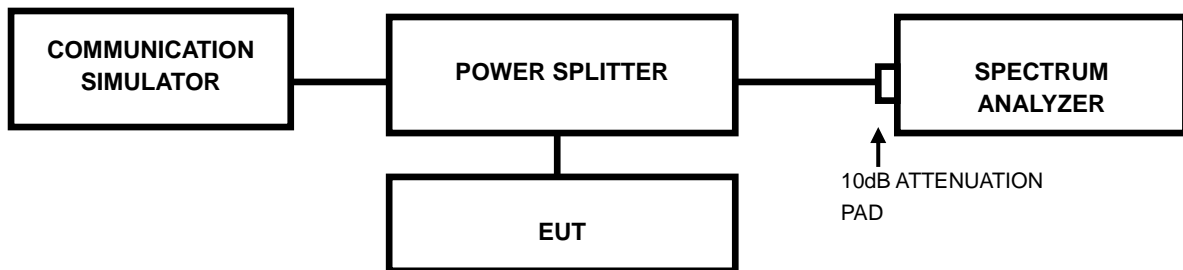 COMMUNICATION
SIMULATOR
POWER SPLITTER
SPECTRUM
ANALYZER
10dB ATTENUATION
PAD
EUT